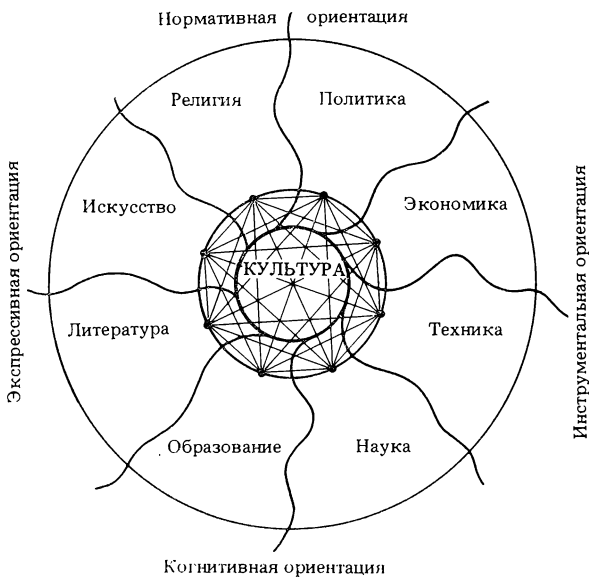 Нормативная ориентация
Религия
Политика
Экспрессивная ориентация
Искусство
Экономика
Инструментальная ориентация
КУЛЬТУРА
Литература
Техника
Образование
Наука
Когнитивная ориентация